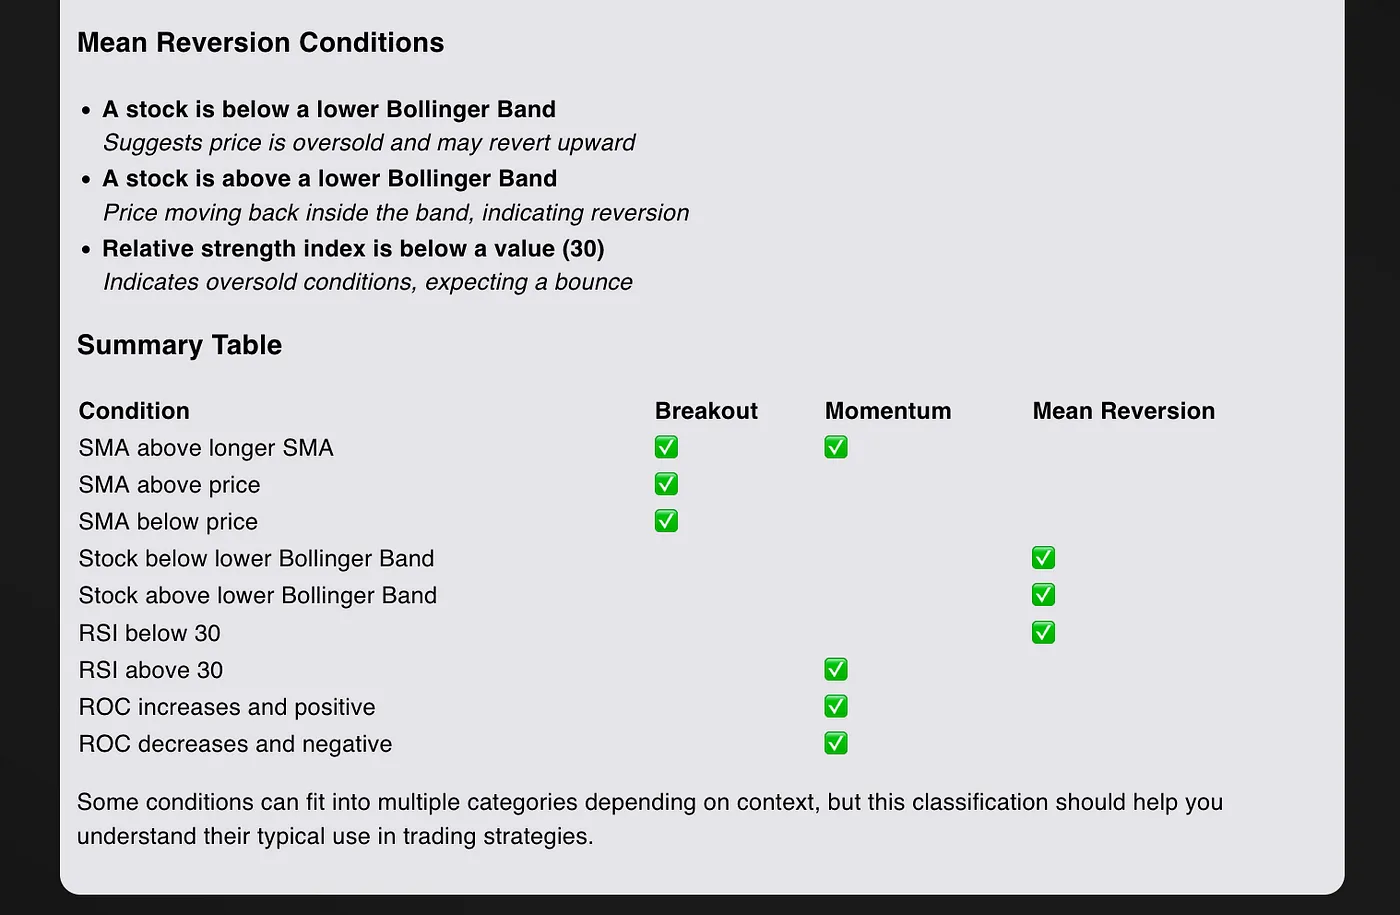 Mean Reversion Conditions
• A stock is below a lower Bollinger Band
Suggests price is oversold and may revert upward
• A stock is above a lower Bollinger Band
Price moving back inside the band, indicating reversion
• Relative strength index is below a value (30)
Indicates oversold conditions, expecting a bounce
Summary Table
Condition Breakout Momentum Mean Reversion
SMA above longer SMA ✅ ✅
SMA above price ✅
SMA below price ✅
Stock below lower Bollinger Band ✅
Stock above lower Bollinger Band ✅
RSI below 30 ✅
RSI above 30 ✅
ROC increases and positive ✅
ROC decreases and negative ✅
Some conditions can fit into multiple categories depending on context, but this classification should help you
understand their typical use in trading strategies.